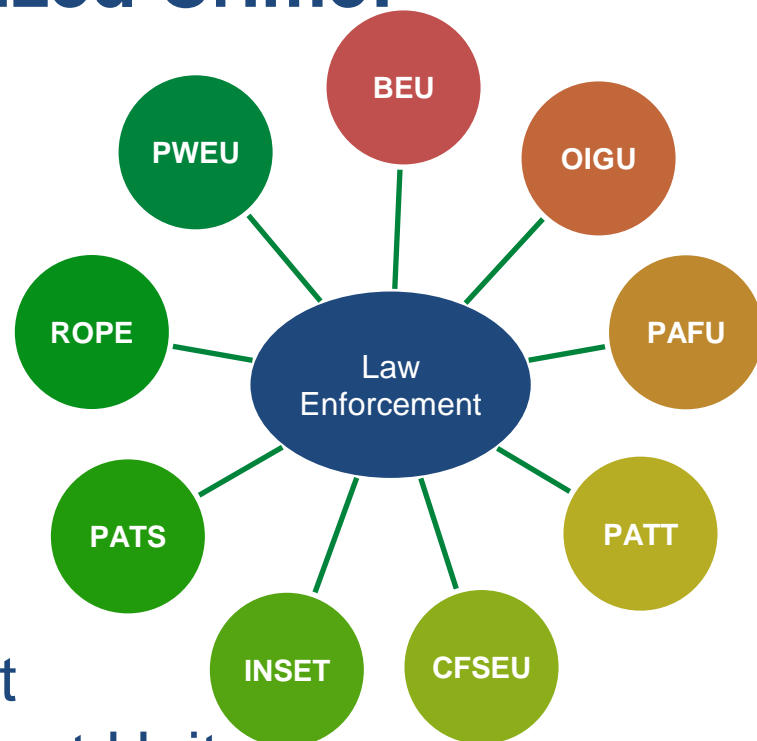 BEU
PWEU
OIGU
ROPE
PAFU
Law
Enforcement
PATS
PATT
INSET
CFSEU